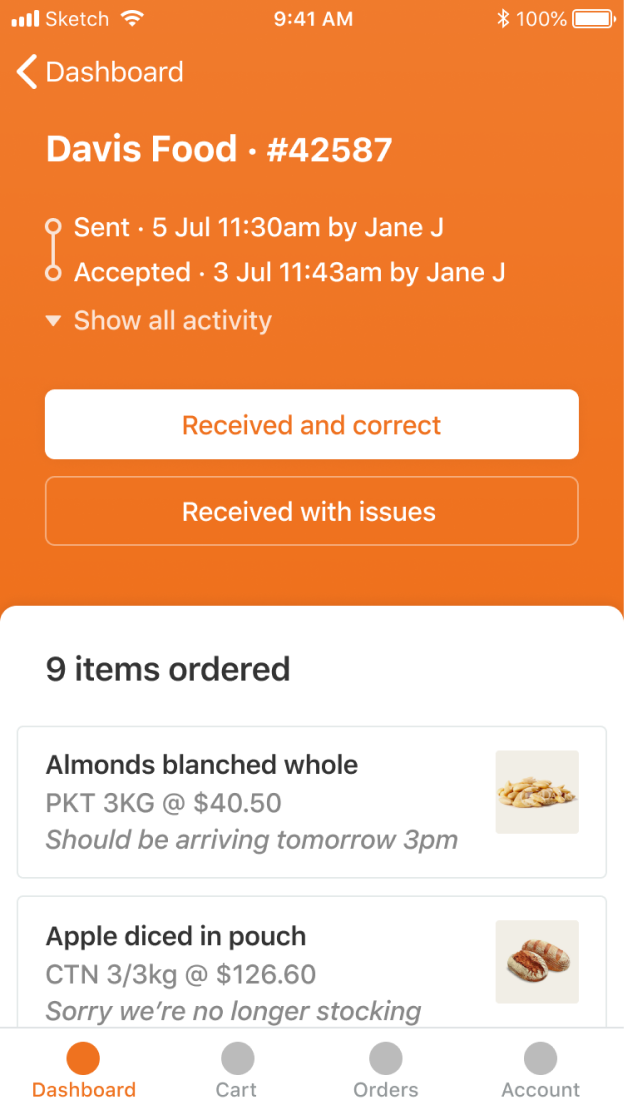 Sketch 9:41 AM 100%
Dashboard
Davis Food · #42587
Sent · 5 Jul 11:30am by Jane J
Accepted · 3 Jul 11:43am by Jane J
Show all activity
Received and correct
Received with issues
9 items ordered
Almonds blanched whole
PKT 3KG @ $40.50
Should be arriving tomorrow 3pm
Apple diced in pouch
CTN 3/3kg @ $126.60
Sorry we’re no longer stocking
Dashboard Cart Orders Account